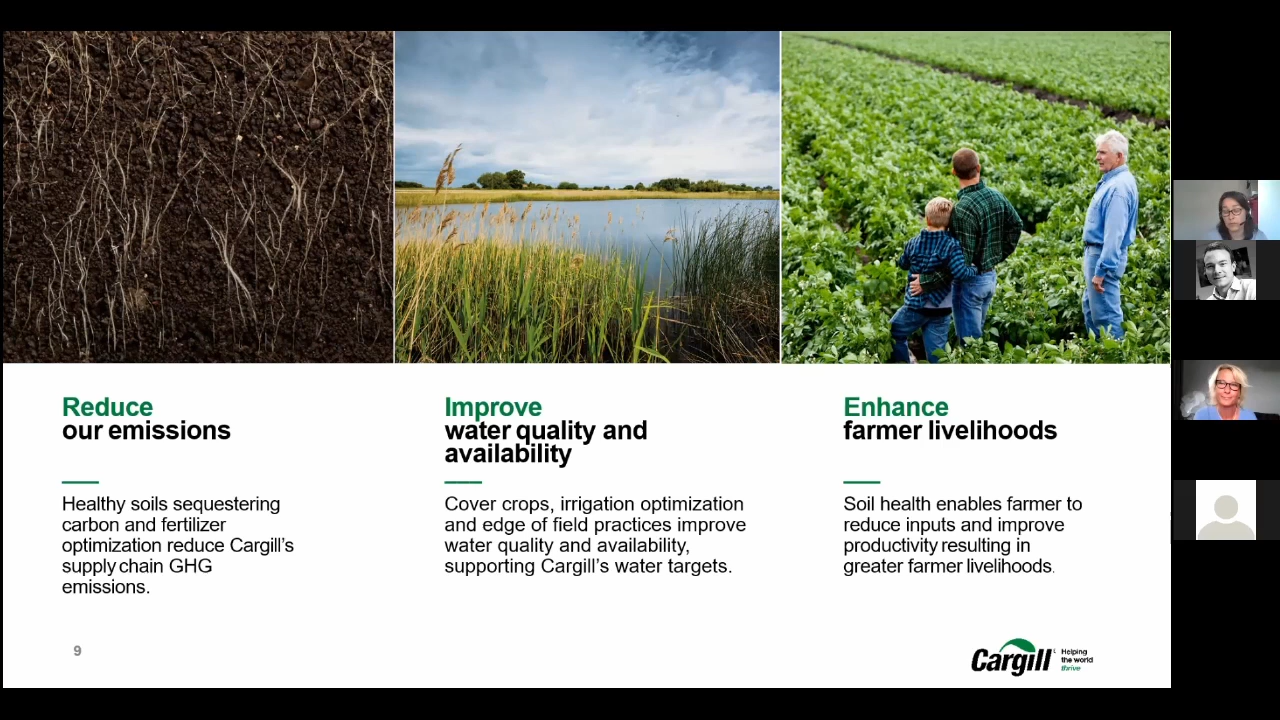 Reduce
our emissions
Healthy soils sequestering
carbon and fertilizer
optimization reduce Cargill's
supply chain GHG
emissions.
Improve
water quality and
availability
Cover crops, irrigation optimization
and edge of field practices improve
water quality and availability,
supporting Cargill's water targets.
Enhance
farmer livelihoods
Soil health enables farmer to
reduce inputs and improve
productivity resulting in
greater farmer livelihoods.
9
Cargill
Helping
the world
thrive